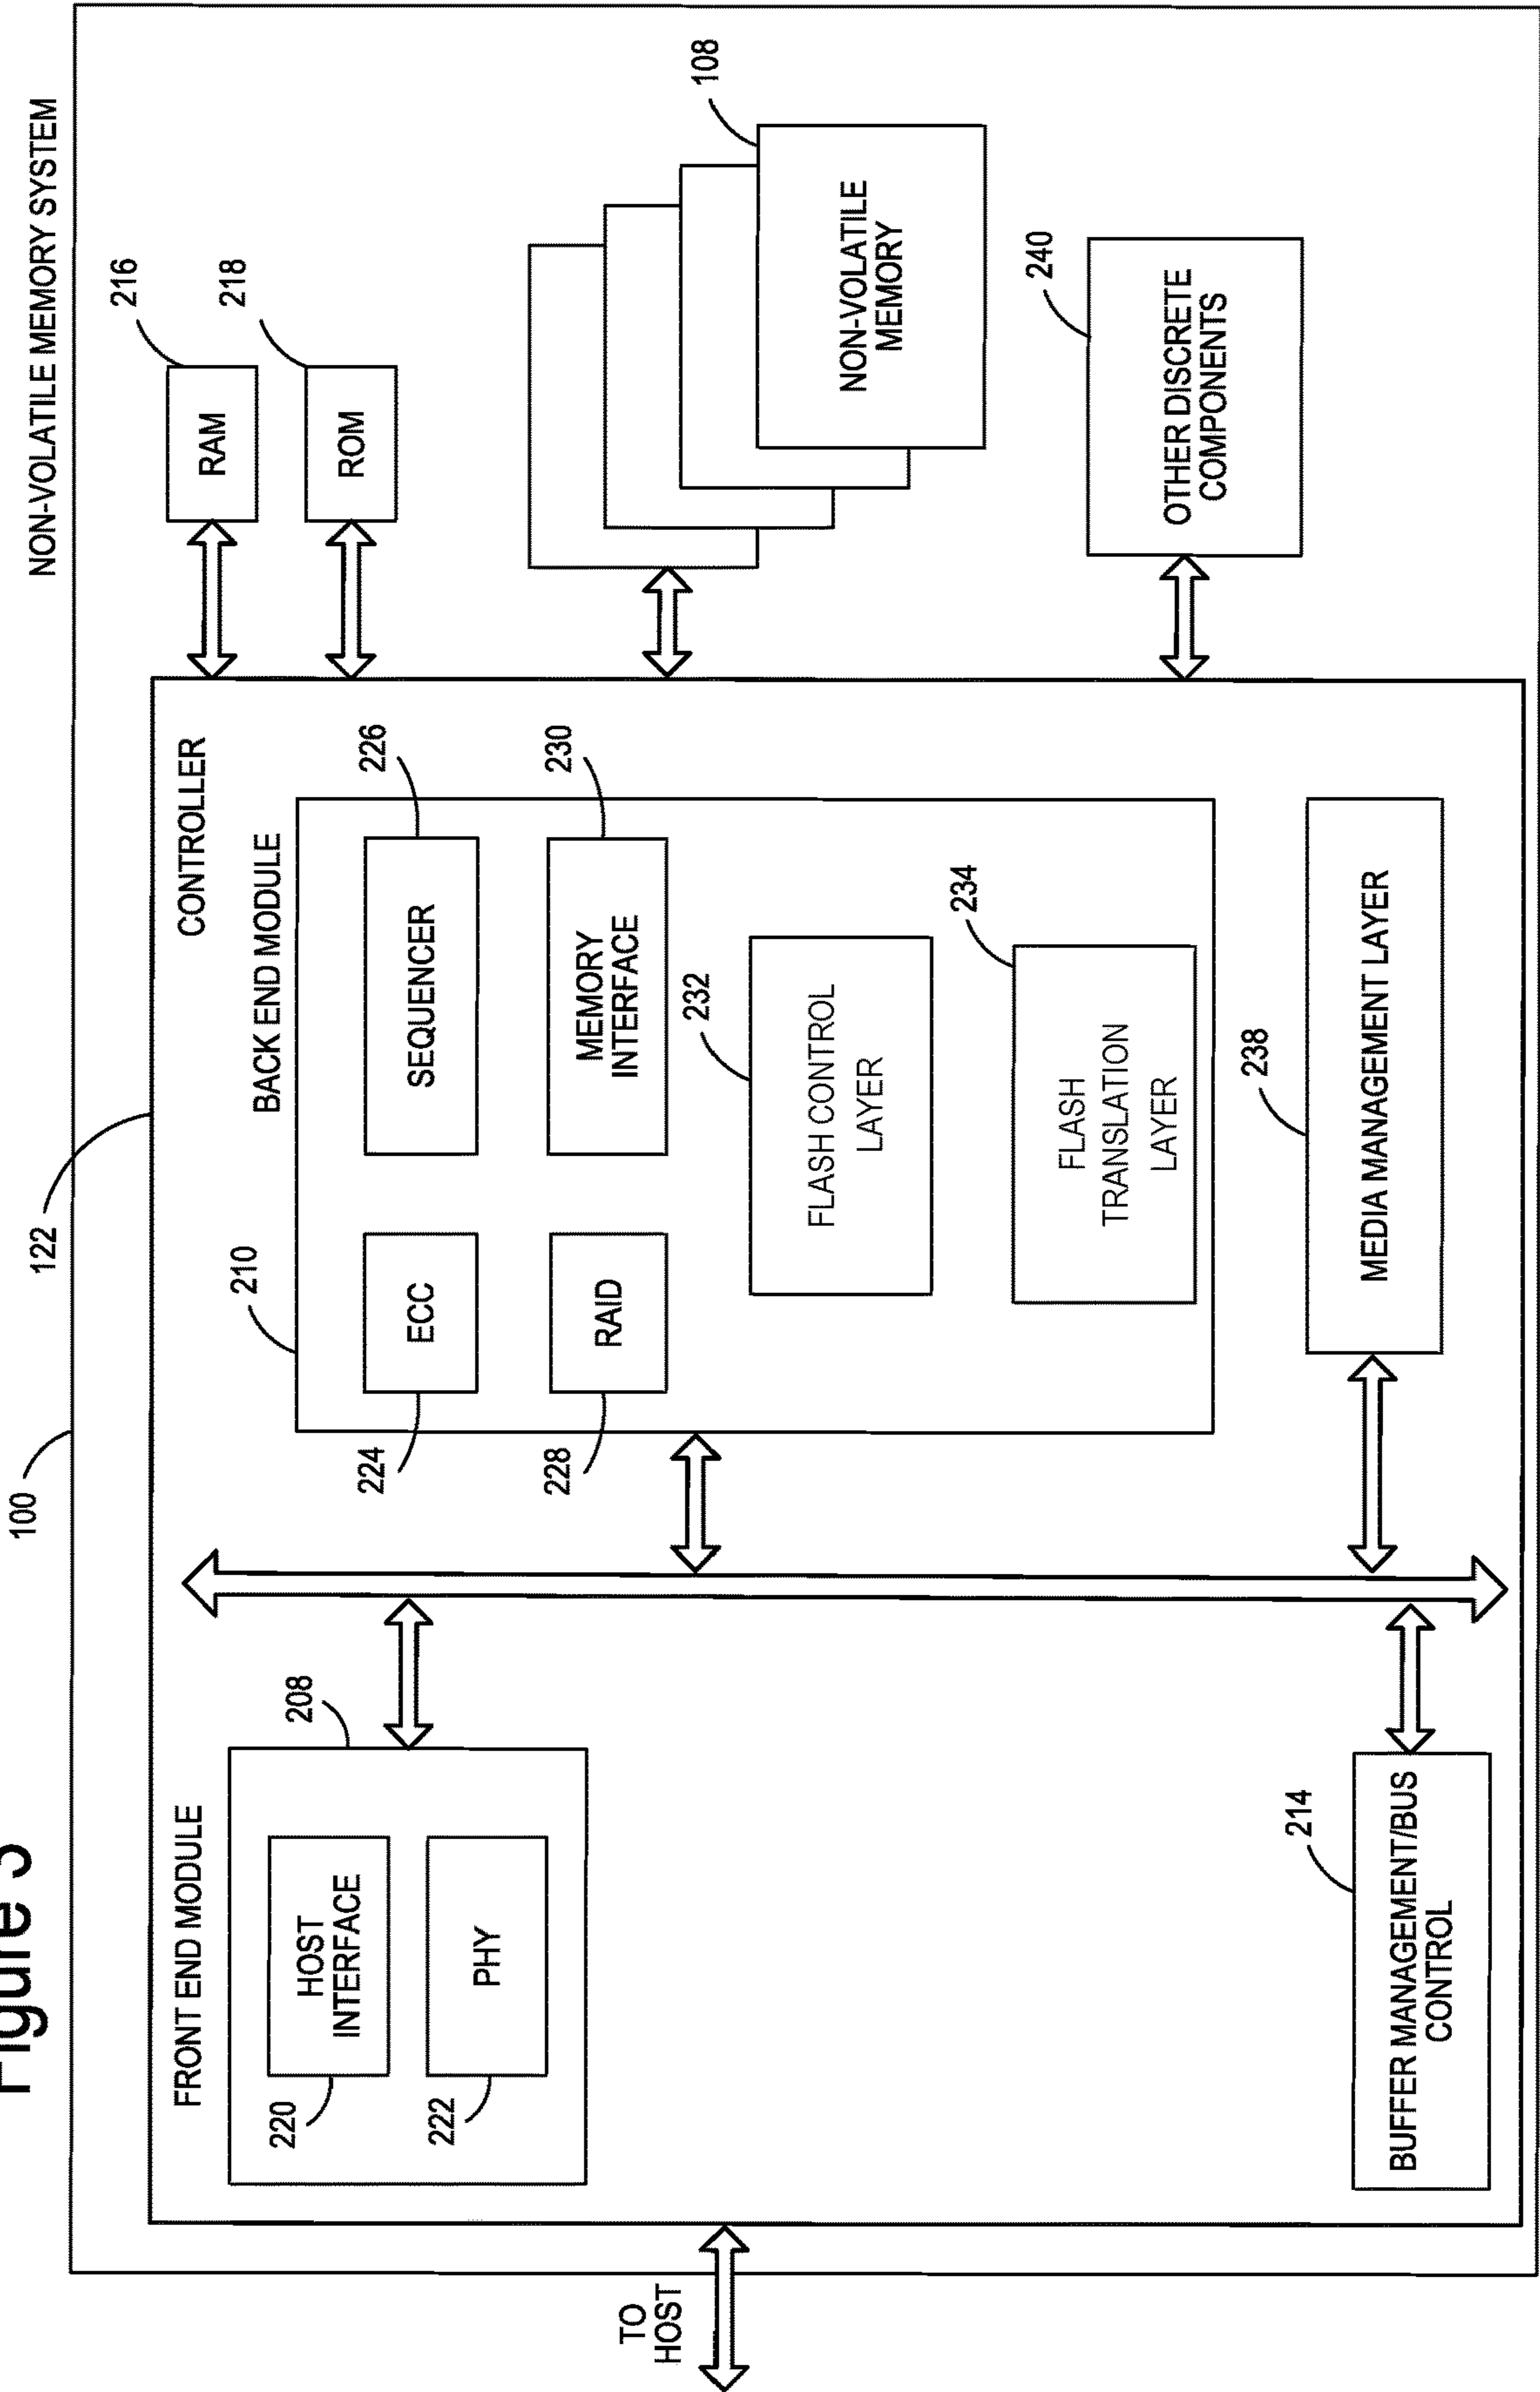 Figure 3
NON-VOLATILE MEMORY SYSTEM
100
122
CONTROLLER
FRONT END MODULE
208
HOST
INTERFACE
220
PHY
222
BACK END MODULE
210
ECC
224
SEQUENCER
226
RAID
228
MEMORY
INTERFACE
230
FLASH CONTROL
LAYER
232
FLASH
TRANSLATION
LAYER
234
MEDIA MANAGEMENT LAYER
238
BUFFER MANAGEMENT/BUS
CONTROL
214
TO
HOST
RAM
216
ROM
218
NON-VOLATILE
MEMORY
108
OTHER DISCRETE
COMPONENTS
240